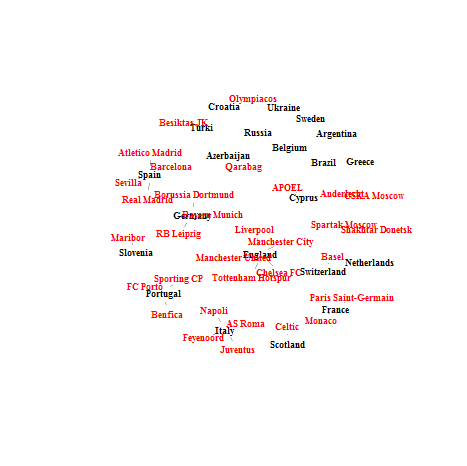 Olympiacos
Croatia
Ukraine
Besiktas JK
Turki
Sweden
Russia
Argentina
Belgium
Atletico Madrid
Azerbaijan
Barcelona
Qarabag
Brazil
Greece
Spain
Sevilla
Real Madrid
Borussia Dortmund
APOEL
Cyprus
Anderlecht
CSKA Moscow
Germany
Bayern Munich
RB Leipzig
Liverpool
Spartak Moscow
Shakhtar Donetsk
Maribor
Slovenia
Manchester City
England
Manchester United
Basel
Netherlands
Chelsea FC
Switzerland
Sporting CP
Tottenham Hotspur
FC Porto
Portugal
Paris Saint-Germain
Benfica
Napoli
France
AS Roma
Monaco
Italy
Celtic
Feyenoord
Scotland
Juventus